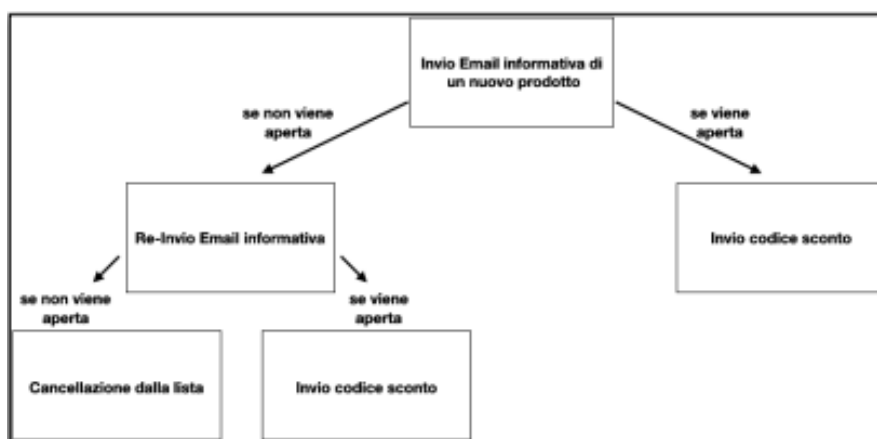 Invio Email informativa di
un nuovo prodotto
se non viene
aperta
se viene
aperta
Re-Invio Email informativa
Invio codice sconto
se non viene
aperta
se viene
aperta
Cancellazione dalla lista
Invio codice sconto